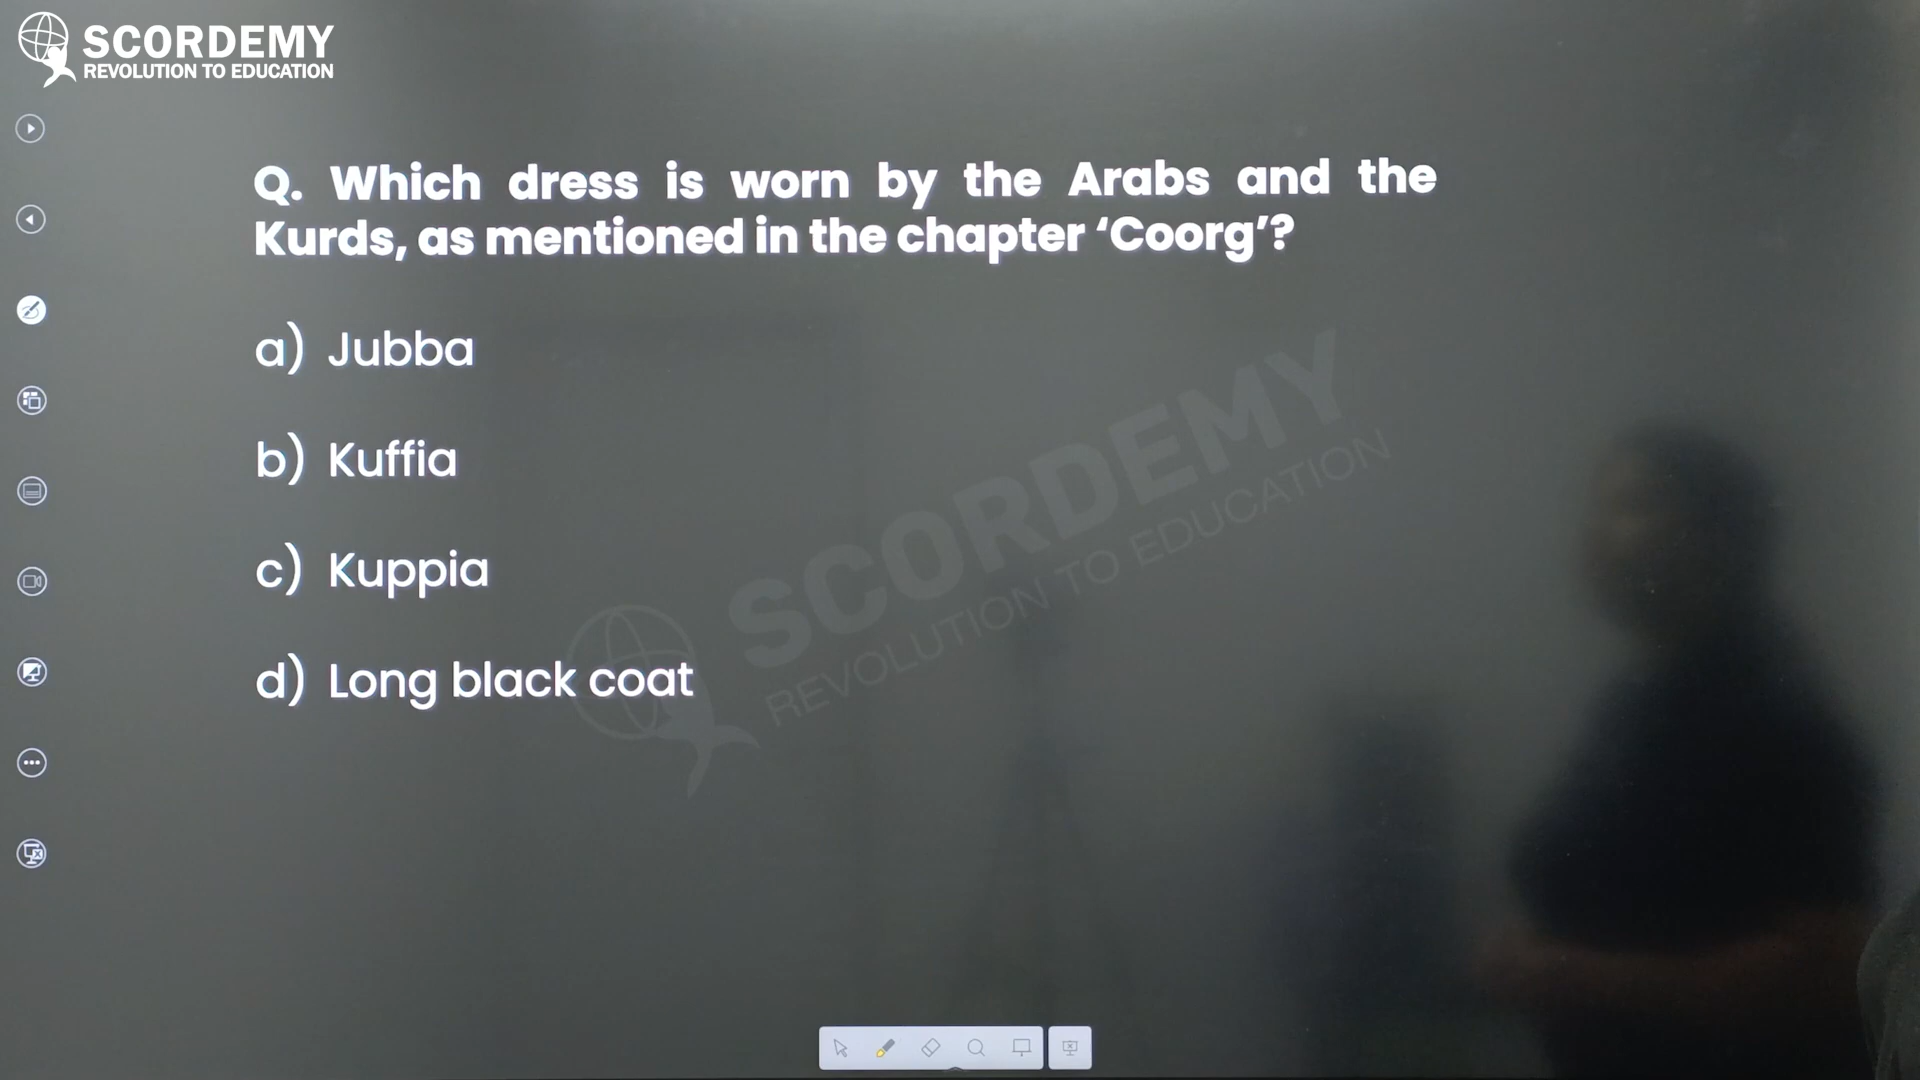 SCORDEMY
REVOLUTION TO EDUCATION
Q. Which dress is worn by the Arabs and the
Kurds, as mentioned in the chapter ‘Coorg’?
a) Jubba
b) Kuffia
c) Kuppia
d) Long black coat
SCORDEMY
REVOLUTION TO EDUCATION